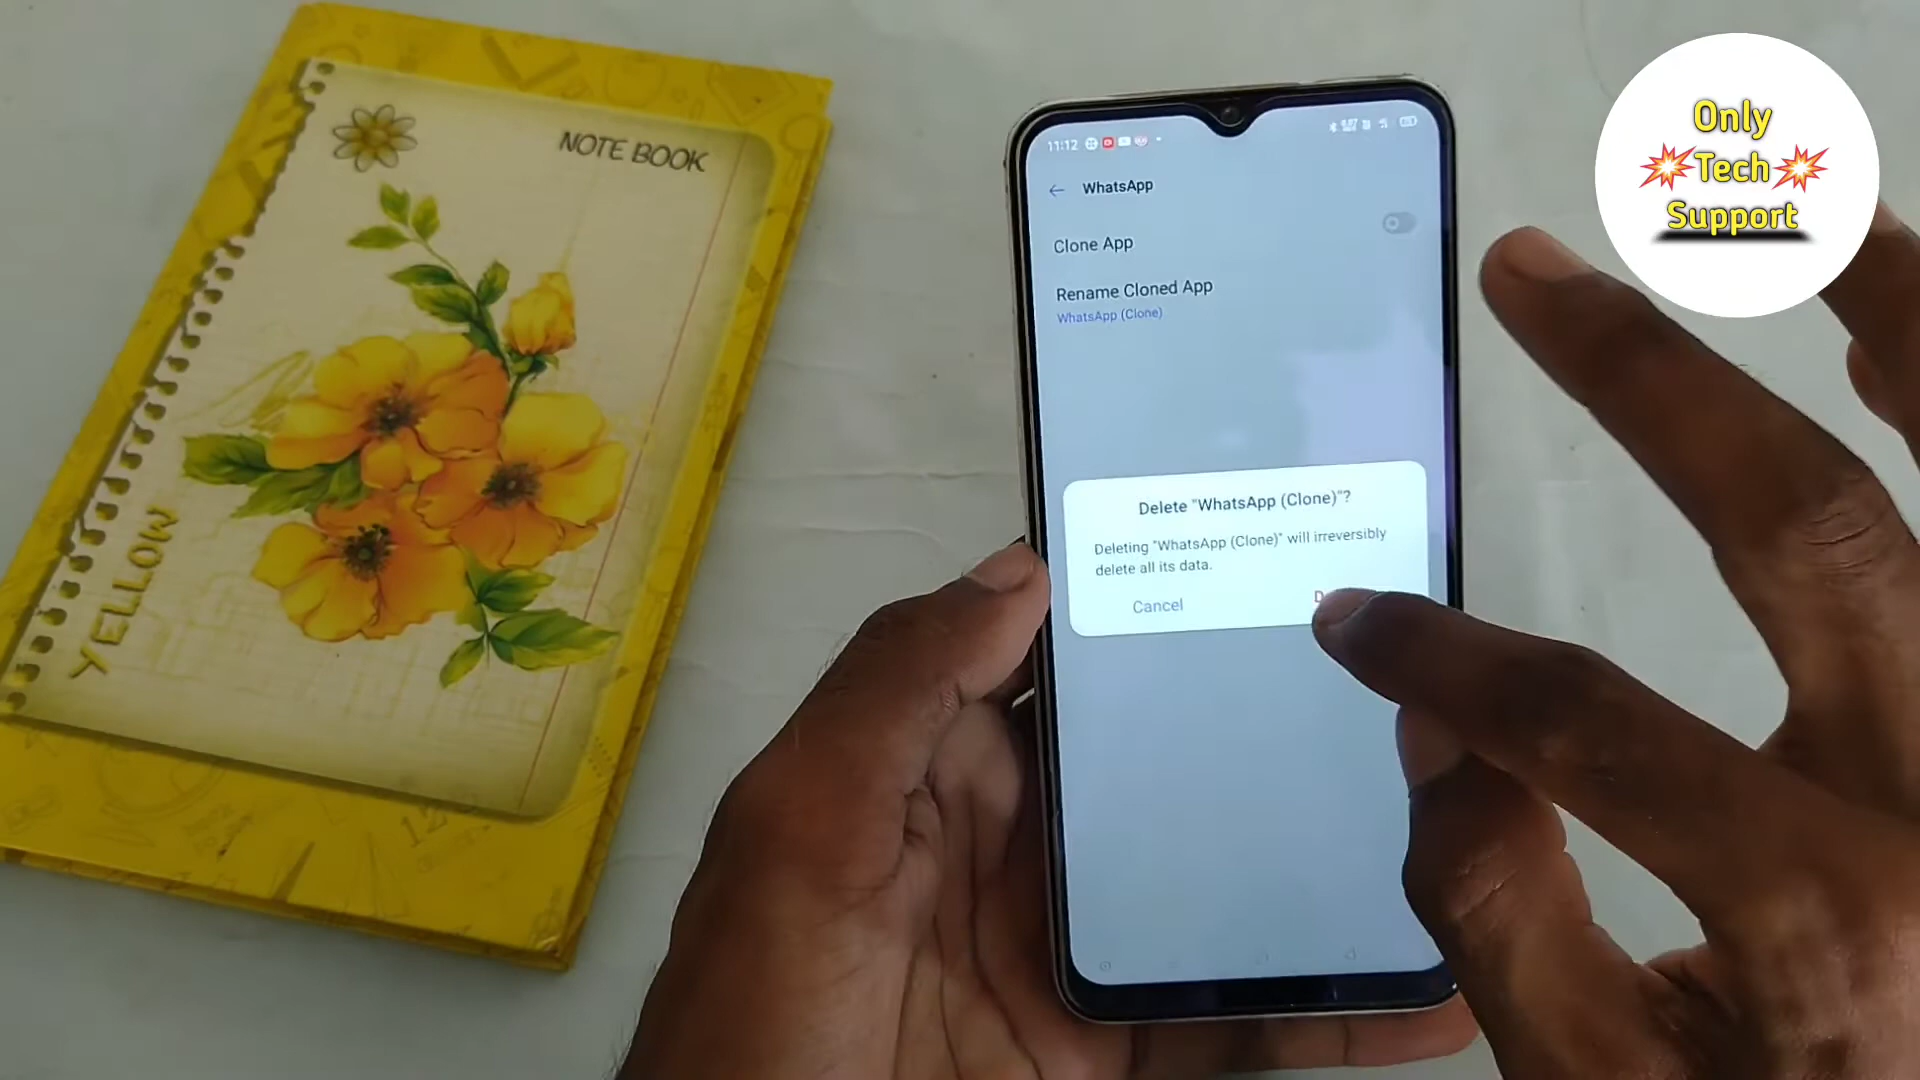 NOTE BOOK
YELLOW
11:12
WhatsApp
Clone App
Rename Cloned App
WhatsApp (Clone)
Delete "WhatsApp (Clone)"?
Deleting "WhatsApp (Clone)" will irreversibly
delete all its data.
Cancel
Only
Tech
Support